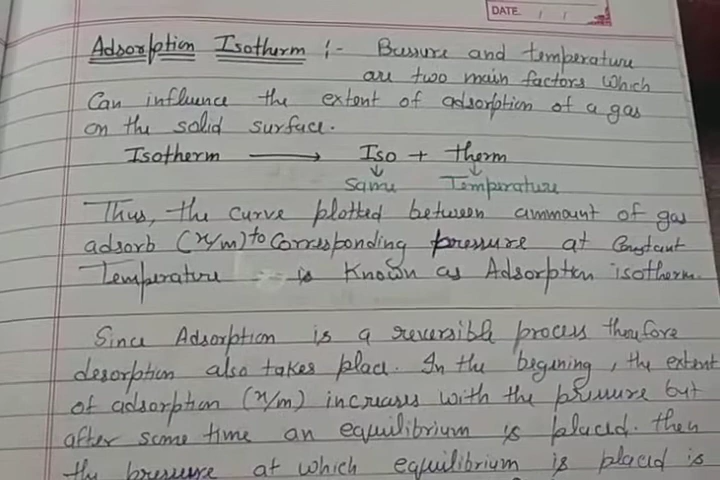 DATE / /
Adsorption Isotherm :- Pressure and temperature
are two main factors which
Can influence the extent of adsorption of a gas
on the solid surface.
Isotherm → Iso + therm
↓ ↓
Same Temperature
Thus, the curve plotted between ammount of gas
adsorb (x/m) to Corresponding pressure at Constant
Temperature is Known as Adsorption isotherm.
Since Adsorption is a reversible process therefore
desorption also takes place. In the begining, the extent
of adsorption (x/m) increases with the pressure but
after some time an equilibrium is placed. then
the pressure at which equilibrium is placed is